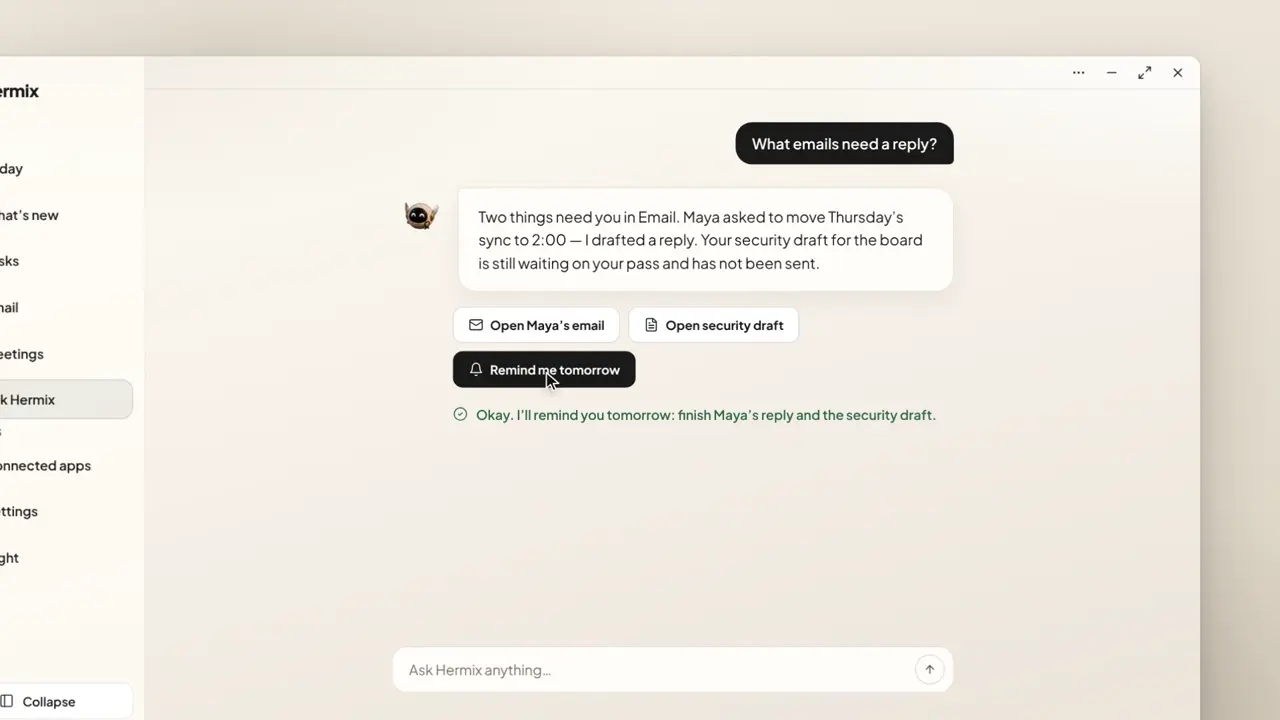 ermix
day
hat's new
sks
nail
eetings
k Hermix
s
onnected apps
ttings
ght
Collapse
What emails need a reply?
Two things need you in Email. Maya asked to move Thursday's
sync to 2:00 — I drafted a reply. Your security draft for the board
is still waiting on your pass and has not been sent.
Open Maya's email
Open security draft
Remind me tomorrow
Okay. I'll remind you tomorrow: finish Maya's reply and the security draft.
Ask Hermix anything…